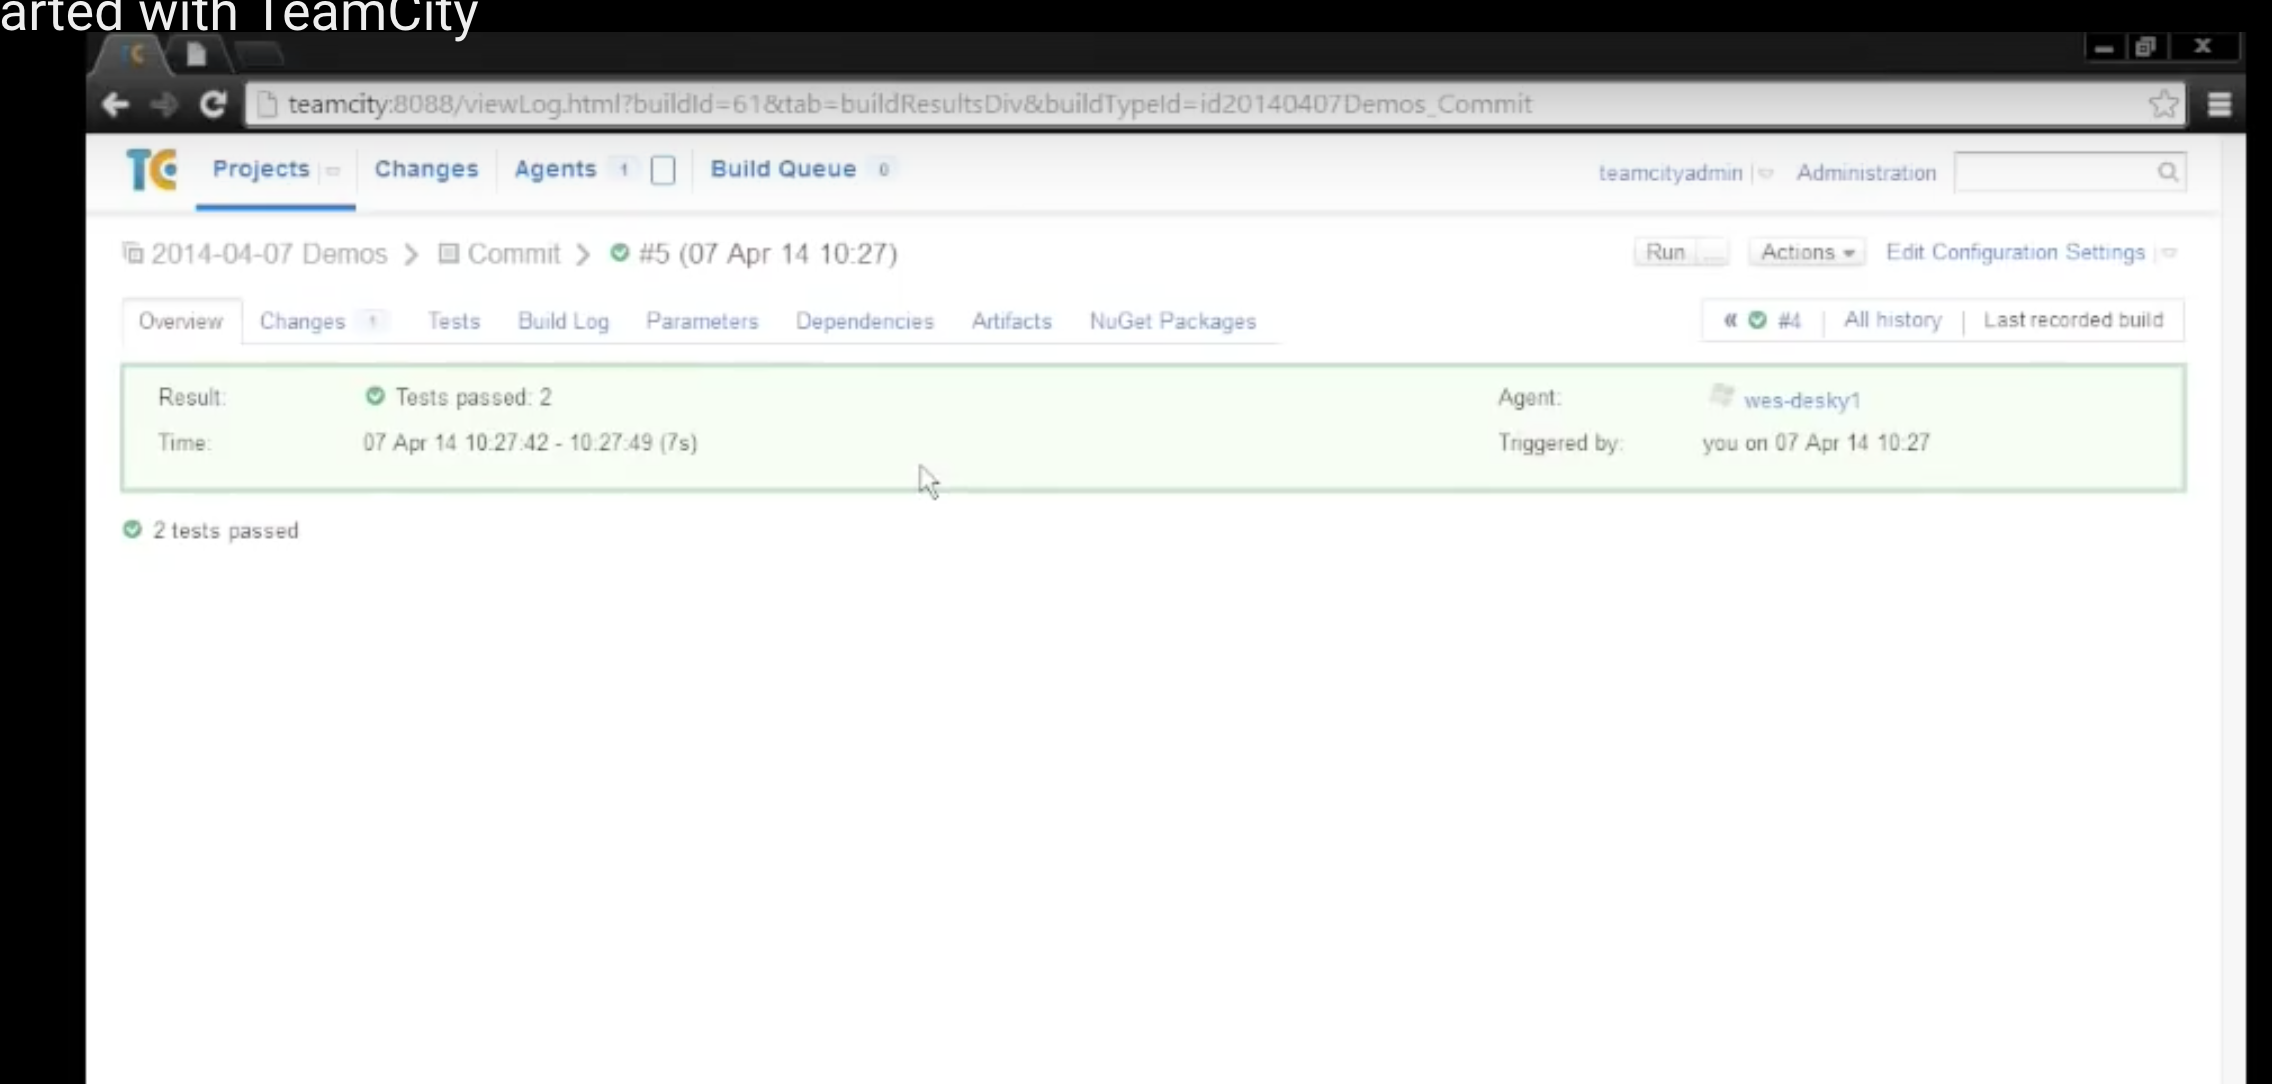 arted with TeamCity
teamcity:8088/viewLog.html?buildId=61&tab=buildResultsDiv&buildTypeId=id20140407Demos_Commit
TC Projects Changes Agents 1 Build Queue 0 teamcityadmin Administration
2014-04-07 Demos Commit #5 (07 Apr 14 10:27) Run ... Actions Edit Configuration Settings
Overview Changes 1 Tests Build Log Parameters Dependencies Artifacts NuGet Packages « #4 | All history | Last recorded build
Result: Tests passed: 2 Agent: wes-desky1
Time: 07 Apr 14 10:27:42 - 10:27:49 (7s) Triggered by: you on 07 Apr 14 10:27
2 tests passed